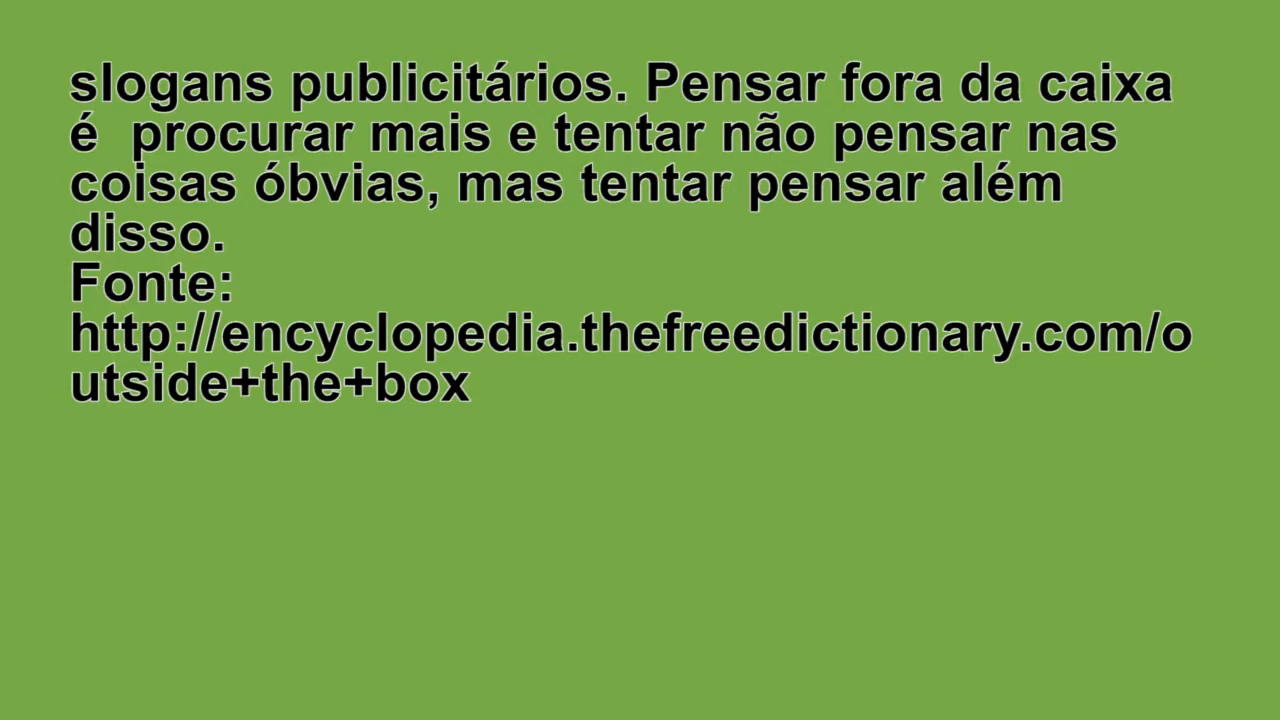 slogans publicitários. Pensar fora da caixa
é  procurar mais e tentar não pensar nas
coisas óbvias, mas tentar pensar além
disso.
Fonte:
http://encyclopedia.thefreedictionary.com/o
utside+the+box